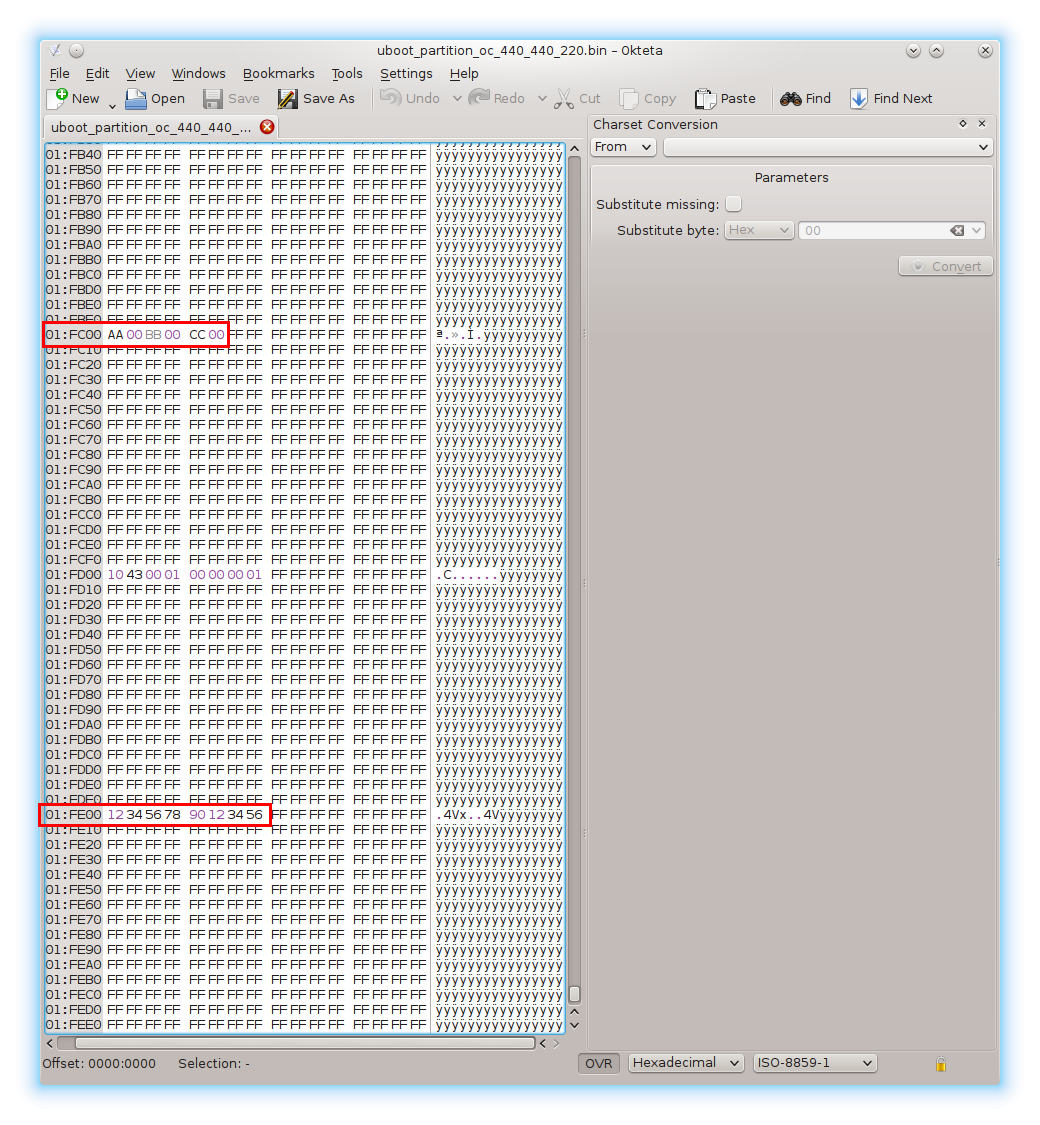 uboot_partition_oc_440_440_220.bin – Okteta
File Edit View Windows Bookmarks Tools Settings Help
New Open Save Save As Undo Redo Cut Copy Paste Find Find Next
uboot_partition_oc_440_440_...
01:FB40 FF FF FF FF FF FF FF FF FF FF FF FF FF FF FF FF ÿÿÿÿÿÿÿÿÿÿÿÿÿÿÿÿ
01:FB50 FF FF FF FF FF FF FF FF FF FF FF FF FF FF FF FF ÿÿÿÿÿÿÿÿÿÿÿÿÿÿÿÿ
01:FB60 FF FF FF FF FF FF FF FF FF FF FF FF FF FF FF FF ÿÿÿÿÿÿÿÿÿÿÿÿÿÿÿÿ
01:FB70 FF FF FF FF FF FF FF FF FF FF FF FF FF FF FF FF ÿÿÿÿÿÿÿÿÿÿÿÿÿÿÿÿ
01:FB80 FF FF FF FF FF FF FF FF FF FF FF FF FF FF FF FF ÿÿÿÿÿÿÿÿÿÿÿÿÿÿÿÿ
01:FB90 FF FF FF FF FF FF FF FF FF FF FF FF FF FF FF FF ÿÿÿÿÿÿÿÿÿÿÿÿÿÿÿÿ
01:FBA0 FF FF FF FF FF FF FF FF FF FF FF FF FF FF FF FF ÿÿÿÿÿÿÿÿÿÿÿÿÿÿÿÿ
01:FBB0 FF FF FF FF FF FF FF FF FF FF FF FF FF FF FF FF ÿÿÿÿÿÿÿÿÿÿÿÿÿÿÿÿ
01:FBC0 FF FF FF FF FF FF FF FF FF FF FF FF FF FF FF FF ÿÿÿÿÿÿÿÿÿÿÿÿÿÿÿÿ
01:FBD0 FF FF FF FF FF FF FF FF FF FF FF FF FF FF FF FF ÿÿÿÿÿÿÿÿÿÿÿÿÿÿÿÿ
01:FBE0 FF FF FF FF FF FF FF FF FF FF FF FF FF FF FF FF ÿÿÿÿÿÿÿÿÿÿÿÿÿÿÿÿ
01:FBF0 FF FF FF FF FF FF FF FF FF FF FF FF FF FF FF FF ÿÿÿÿÿÿÿÿÿÿÿÿÿÿÿÿ
01:FC00 AA 00 BB 00 CC 00 FF FF FF FF FF FF FF FF FF FF ª.».Ì.ÿÿÿÿÿÿÿÿÿÿ
01:FC10 FF FF FF FF FF FF FF FF FF FF FF FF FF FF FF FF ÿÿÿÿÿÿÿÿÿÿÿÿÿÿÿÿ
01:FC20 FF FF FF FF FF FF FF FF FF FF FF FF FF FF FF FF ÿÿÿÿÿÿÿÿÿÿÿÿÿÿÿÿ
01:FC30 FF FF FF FF FF FF FF FF FF FF FF FF FF FF FF FF ÿÿÿÿÿÿÿÿÿÿÿÿÿÿÿÿ
01:FC40 FF FF FF FF FF FF FF FF FF FF FF FF FF FF FF FF ÿÿÿÿÿÿÿÿÿÿÿÿÿÿÿÿ
01:FC50 FF FF FF FF FF FF FF FF FF FF FF FF FF FF FF FF ÿÿÿÿÿÿÿÿÿÿÿÿÿÿÿÿ
01:FC60 FF FF FF FF FF FF FF FF FF FF FF FF FF FF FF FF ÿÿÿÿÿÿÿÿÿÿÿÿÿÿÿÿ
01:FC70 FF FF FF FF FF FF FF FF FF FF FF FF FF FF FF FF ÿÿÿÿÿÿÿÿÿÿÿÿÿÿÿÿ
01:FC80 FF FF FF FF FF FF FF FF FF FF FF FF FF FF FF FF ÿÿÿÿÿÿÿÿÿÿÿÿÿÿÿÿ
01:FC90 FF FF FF FF FF FF FF FF FF FF FF FF FF FF FF FF ÿÿÿÿÿÿÿÿÿÿÿÿÿÿÿÿ
01:FCA0 FF FF FF FF FF FF FF FF FF FF FF FF FF FF FF FF ÿÿÿÿÿÿÿÿÿÿÿÿÿÿÿÿ
01:FCB0 FF FF FF FF FF FF FF FF FF FF FF FF FF FF FF FF ÿÿÿÿÿÿÿÿÿÿÿÿÿÿÿÿ
01:FCC0 FF FF FF FF FF FF FF FF FF FF FF FF FF FF FF FF ÿÿÿÿÿÿÿÿÿÿÿÿÿÿÿÿ
01:FCD0 FF FF FF FF FF FF FF FF FF FF FF FF FF FF FF FF ÿÿÿÿÿÿÿÿÿÿÿÿÿÿÿÿ
01:FCE0 FF FF FF FF FF FF FF FF FF FF FF FF FF FF FF FF ÿÿÿÿÿÿÿÿÿÿÿÿÿÿÿÿ
01:FCF0 FF FF FF FF FF FF FF FF FF FF FF FF FF FF FF FF ÿÿÿÿÿÿÿÿÿÿÿÿÿÿÿÿ
01:FD00 10 43 00 01 00 00 00 01 FF FF FF FF FF FF FF FF .C......ÿÿÿÿÿÿÿÿ
01:FD10 FF FF FF FF FF FF FF FF FF FF FF FF FF FF FF FF ÿÿÿÿÿÿÿÿÿÿÿÿÿÿÿÿ
01:FD20 FF FF FF FF FF FF FF FF FF FF FF FF FF FF FF FF ÿÿÿÿÿÿÿÿÿÿÿÿÿÿÿÿ
01:FD30 FF FF FF FF FF FF FF FF FF FF FF FF FF FF FF FF ÿÿÿÿÿÿÿÿÿÿÿÿÿÿÿÿ
01:FD40 FF FF FF FF FF FF FF FF FF FF FF FF FF FF FF FF ÿÿÿÿÿÿÿÿÿÿÿÿÿÿÿÿ
01:FD50 FF FF FF FF FF FF FF FF FF FF FF FF FF FF FF FF ÿÿÿÿÿÿÿÿÿÿÿÿÿÿÿÿ
01:FD60 FF FF FF FF FF FF FF FF FF FF FF FF FF FF FF FF ÿÿÿÿÿÿÿÿÿÿÿÿÿÿÿÿ
01:FD70 FF FF FF FF FF FF FF FF FF FF FF FF FF FF FF FF ÿÿÿÿÿÿÿÿÿÿÿÿÿÿÿÿ
01:FD80 FF FF FF FF FF FF FF FF FF FF FF FF FF FF FF FF ÿÿÿÿÿÿÿÿÿÿÿÿÿÿÿÿ
01:FD90 FF FF FF FF FF FF FF FF FF FF FF FF FF FF FF FF ÿÿÿÿÿÿÿÿÿÿÿÿÿÿÿÿ
01:FDA0 FF FF FF FF FF FF FF FF FF FF FF FF FF FF FF FF ÿÿÿÿÿÿÿÿÿÿÿÿÿÿÿÿ
01:FDB0 FF FF FF FF FF FF FF FF FF FF FF FF FF FF FF FF ÿÿÿÿÿÿÿÿÿÿÿÿÿÿÿÿ
01:FDC0 FF FF FF FF FF FF FF FF FF FF FF FF FF FF FF FF ÿÿÿÿÿÿÿÿÿÿÿÿÿÿÿÿ
01:FDD0 FF FF FF FF FF FF FF FF FF FF FF FF FF FF FF FF ÿÿÿÿÿÿÿÿÿÿÿÿÿÿÿÿ
01:FDE0 FF FF FF FF FF FF FF FF FF FF FF FF FF FF FF FF ÿÿÿÿÿÿÿÿÿÿÿÿÿÿÿÿ
01:FDF0 FF FF FF FF FF FF FF FF FF FF FF FF FF FF FF FF ÿÿÿÿÿÿÿÿÿÿÿÿÿÿÿÿ
01:FE00 12 34 56 78 90 12 34 56 FF FF FF FF FF FF FF FF .4Vx..4Vÿÿÿÿÿÿÿÿ
01:FE10 FF FF FF FF FF FF FF FF FF FF FF FF FF FF FF FF ÿÿÿÿÿÿÿÿÿÿÿÿÿÿÿÿ
01:FE20 FF FF FF FF FF FF FF FF FF FF FF FF FF FF FF FF ÿÿÿÿÿÿÿÿÿÿÿÿÿÿÿÿ
01:FE30 FF FF FF FF FF FF FF FF FF FF FF FF FF FF FF FF ÿÿÿÿÿÿÿÿÿÿÿÿÿÿÿÿ
01:FE40 FF FF FF FF FF FF FF FF FF FF FF FF FF FF FF FF ÿÿÿÿÿÿÿÿÿÿÿÿÿÿÿÿ
01:FE50 FF FF FF FF FF FF FF FF FF FF FF FF FF FF FF FF ÿÿÿÿÿÿÿÿÿÿÿÿÿÿÿÿ
01:FE60 FF FF FF FF FF FF FF FF FF FF FF FF FF FF FF FF ÿÿÿÿÿÿÿÿÿÿÿÿÿÿÿÿ
01:FE70 FF FF FF FF FF FF FF FF FF FF FF FF FF FF FF FF ÿÿÿÿÿÿÿÿÿÿÿÿÿÿÿÿ
01:FE80 FF FF FF FF FF FF FF FF FF FF FF FF FF FF FF FF ÿÿÿÿÿÿÿÿÿÿÿÿÿÿÿÿ
01:FE90 FF FF FF FF FF FF FF FF FF FF FF FF FF FF FF FF ÿÿÿÿÿÿÿÿÿÿÿÿÿÿÿÿ
01:FEA0 FF FF FF FF FF FF FF FF FF FF FF FF FF FF FF FF ÿÿÿÿÿÿÿÿÿÿÿÿÿÿÿÿ
01:FEB0 FF FF FF FF FF FF FF FF FF FF FF FF FF FF FF FF ÿÿÿÿÿÿÿÿÿÿÿÿÿÿÿÿ
01:FEC0 FF FF FF FF FF FF FF FF FF FF FF FF FF FF FF FF ÿÿÿÿÿÿÿÿÿÿÿÿÿÿÿÿ
01:FED0 FF FF FF FF FF FF FF FF FF FF FF FF FF FF FF FF ÿÿÿÿÿÿÿÿÿÿÿÿÿÿÿÿ
01:FEE0 FF FF FF FF FF FF FF FF FF FF FF FF FF FF FF FF ÿÿÿÿÿÿÿÿÿÿÿÿÿÿÿÿ
Charset Conversion
From
Parameters
Substitute missing:
Substitute byte: Hex 00
Convert
Offset: 0000:0000 Selection: - OVR Hexadecimal ISO-8859-1